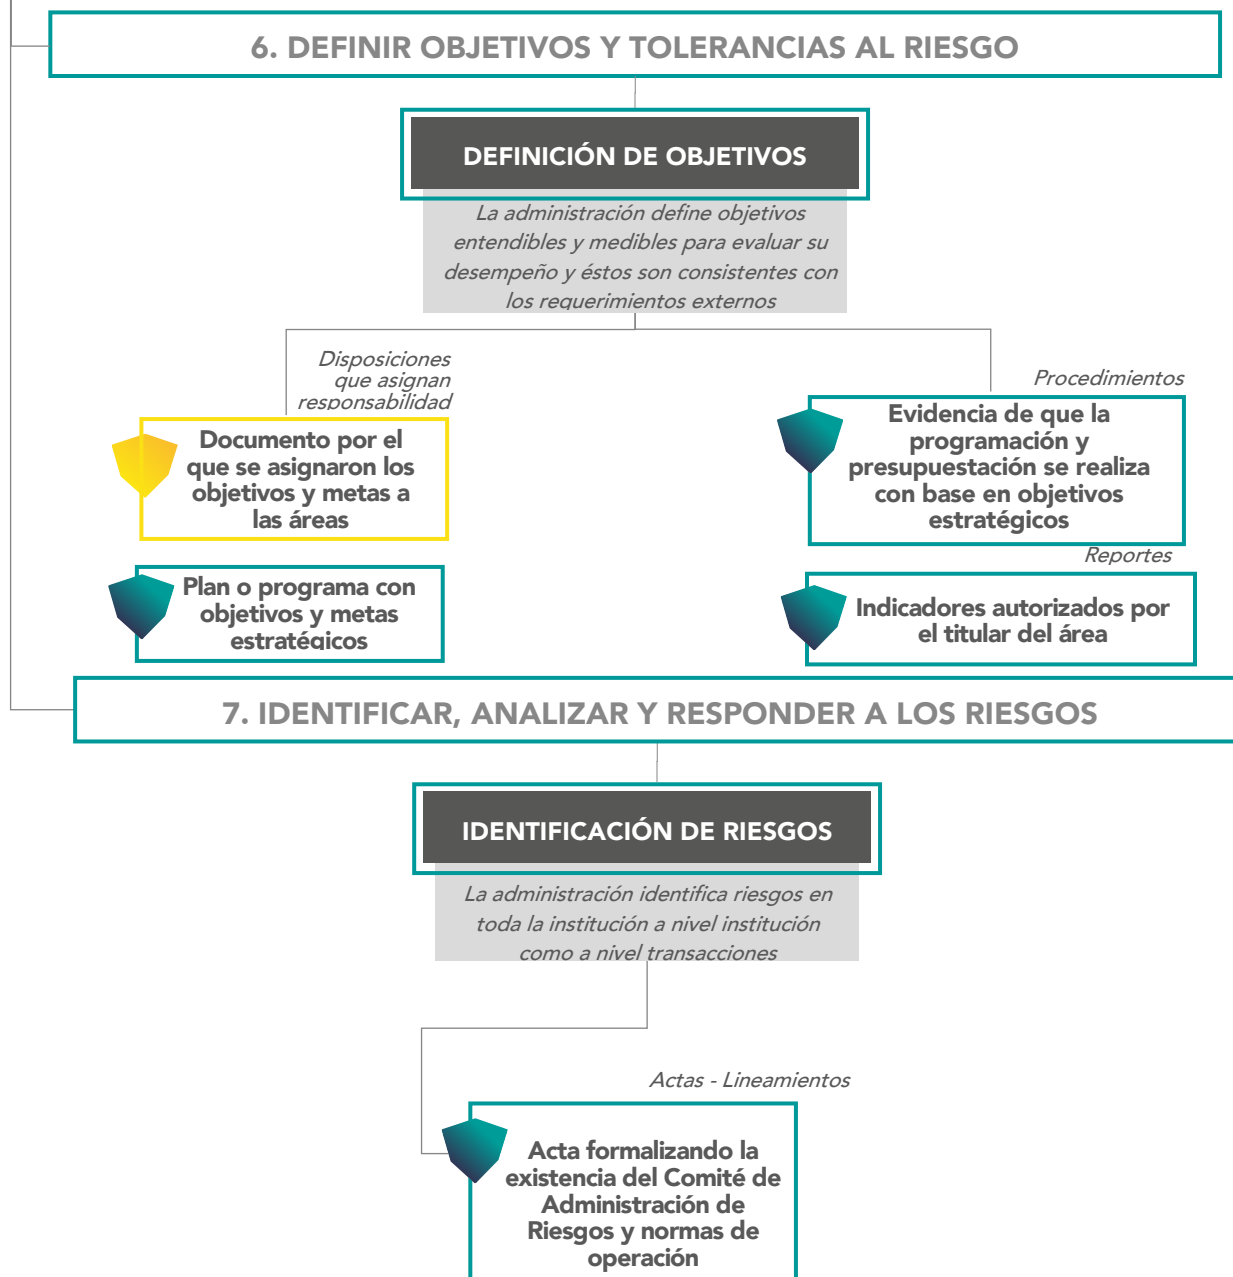 6. DEFINIR OBJETIVOS Y TOLERANCIAS AL RIESGO
DEFINICIÓN DE OBJETIVOS
La administración define objetivos
entendibles y medibles para evaluar su
desempeño y éstos son consistentes con
los requerimientos externos
Disposiciones
que asignan
responsabilidad
Documento por el
que se asignaron los
objetivos y metas a
las áreas
Plan o programa con
objetivos y metas
estratégicos
Procedimientos
Evidencia de que la
programación y
presupuestación se realiza
con base en objetivos
estratégicos
Reportes
Indicadores autorizados por
el titular del área
7. IDENTIFICAR, ANALIZAR Y RESPONDER A LOS RIESGOS
IDENTIFICACIÓN DE RIESGOS
La administración identifica riesgos en
toda la institución a nivel institución
como a nivel transacciones
Actas - Lineamientos
Acta formalizando la
existencia del Comité de
Administración de
Riesgos y normas de
operación